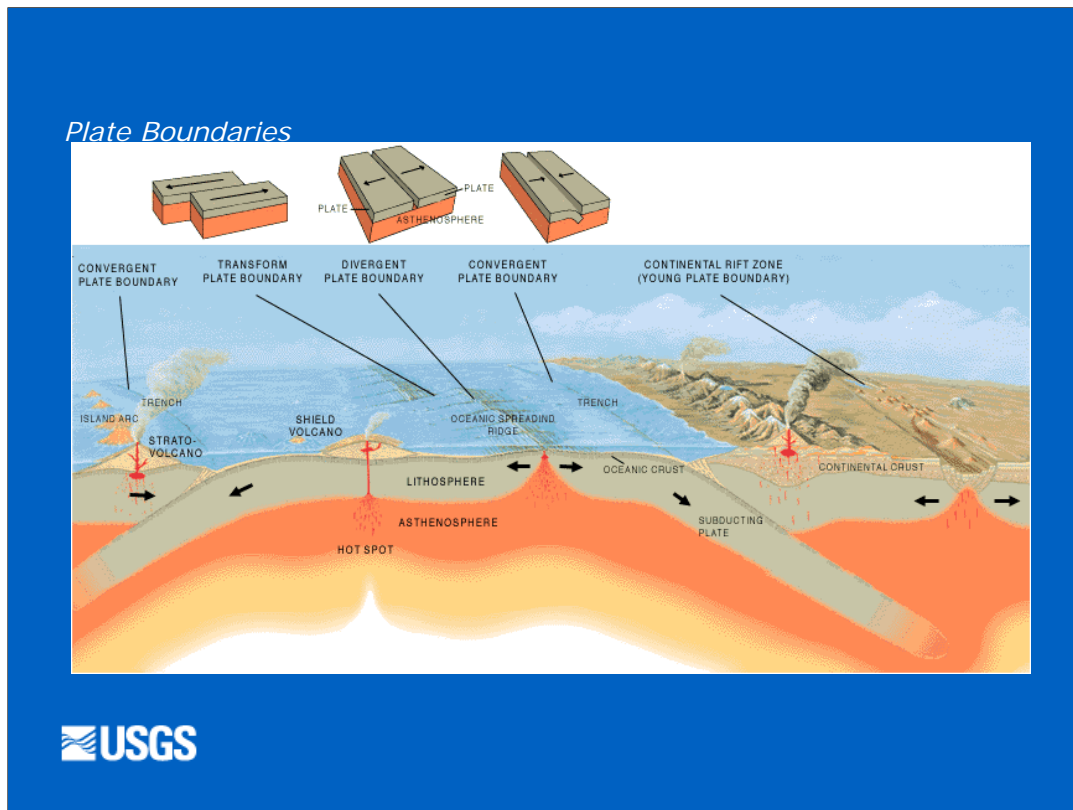 Plate Boundaries
PLATE
PLATE
ASTHENOSPHERE
CONVERGENT
PLATE BOUNDARY
TRANSFORM
PLATE BOUNDARY
DIVERGENT
PLATE BOUNDARY
CONVERGENT
PLATE BOUNDARY
CONTINENTAL RIFT ZONE
(YOUNG PLATE BOUNDARY)
TRENCH
ISLAND ARC
STRATO-
VOLCANO
SHIELD
VOLCANO
OCEANIC SPREADING
RIDGE
TRENCH
OCEANIC CRUST
CONTINENTAL CRUST
LITHOSPHERE
ASTHENOSPHERE
HOT SPOT
SUBDUCTING
PLATE
USGS